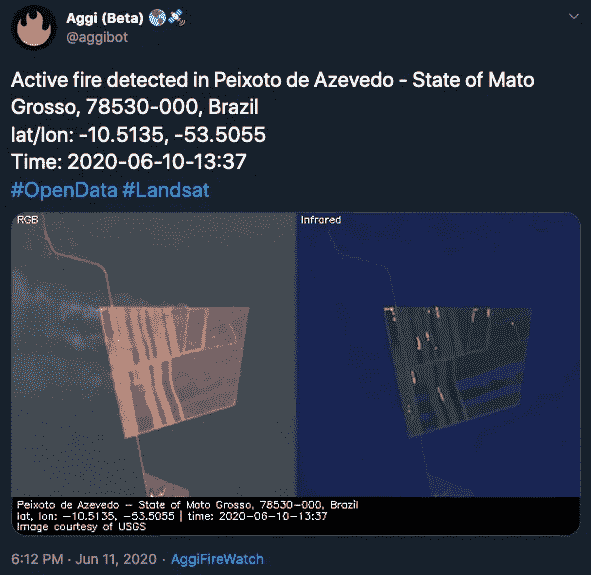 Aggi (Beta) 🌎🛰️
@aggibot
Active fire detected in Peixoto de Azevedo - State of Mato
Grosso, 78530-000, Brazil
lat/lon: -10.5135, -53.5055
Time: 2020-06-10-13:37
#OpenData #Landsat
RGB
Infrared
Peixoto de Azevedo - State of Mato Grosso, 78530-000, Brazil
lat, lon: -10.5135, -53.5055 | time: 2020-06-10-13:37
Image courtesy of USGS
6:12 PM · Jun 11, 2020 · AggiFireWatch